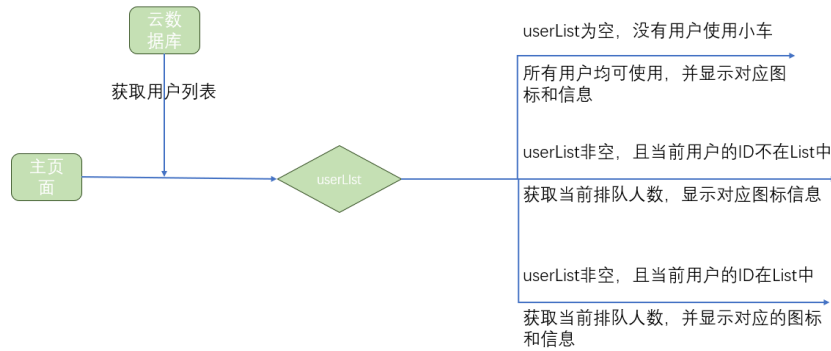 云数
据库
获取用户列表
主页
面
userList
userList为空，没有用户使用小车
所有用户均可使用，并显示对应图
标和信息
userList非空，且当前用户的ID不在List中
获取当前排队人数，显示对应图标信息
userList非空，且当前用户的ID在List中
获取当前排队人数，并显示对应的图标
和信息